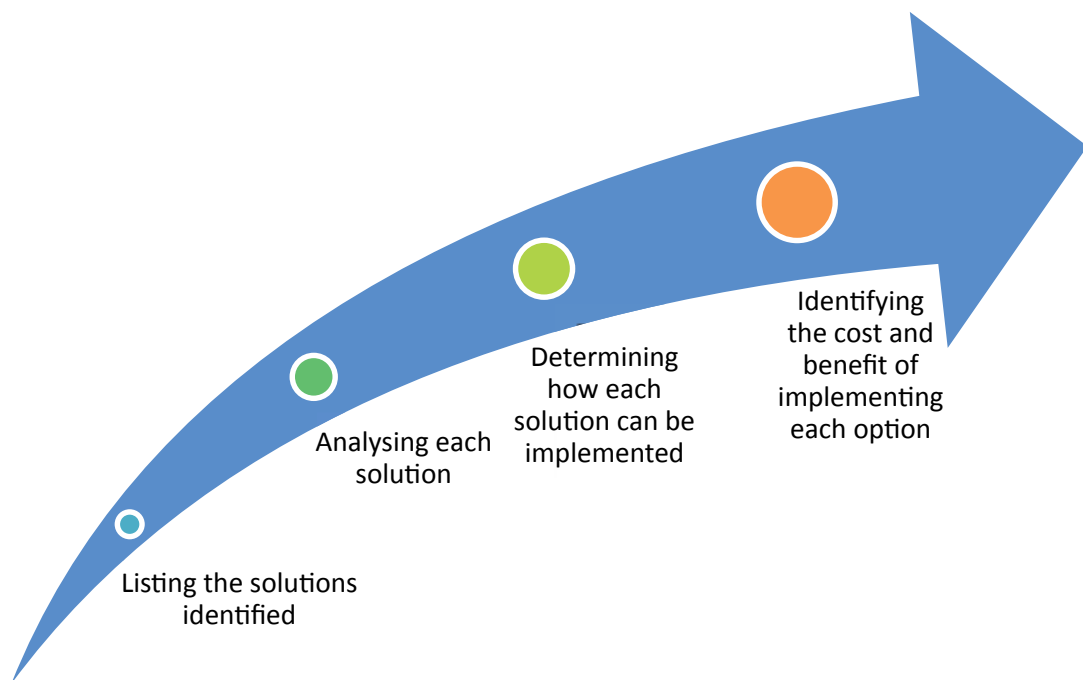 Listing the solutions
identified
Analysing each
solution
Determining
how each
solution can be
implemented
Identifying
the cost and
benefit of
implementing
each option